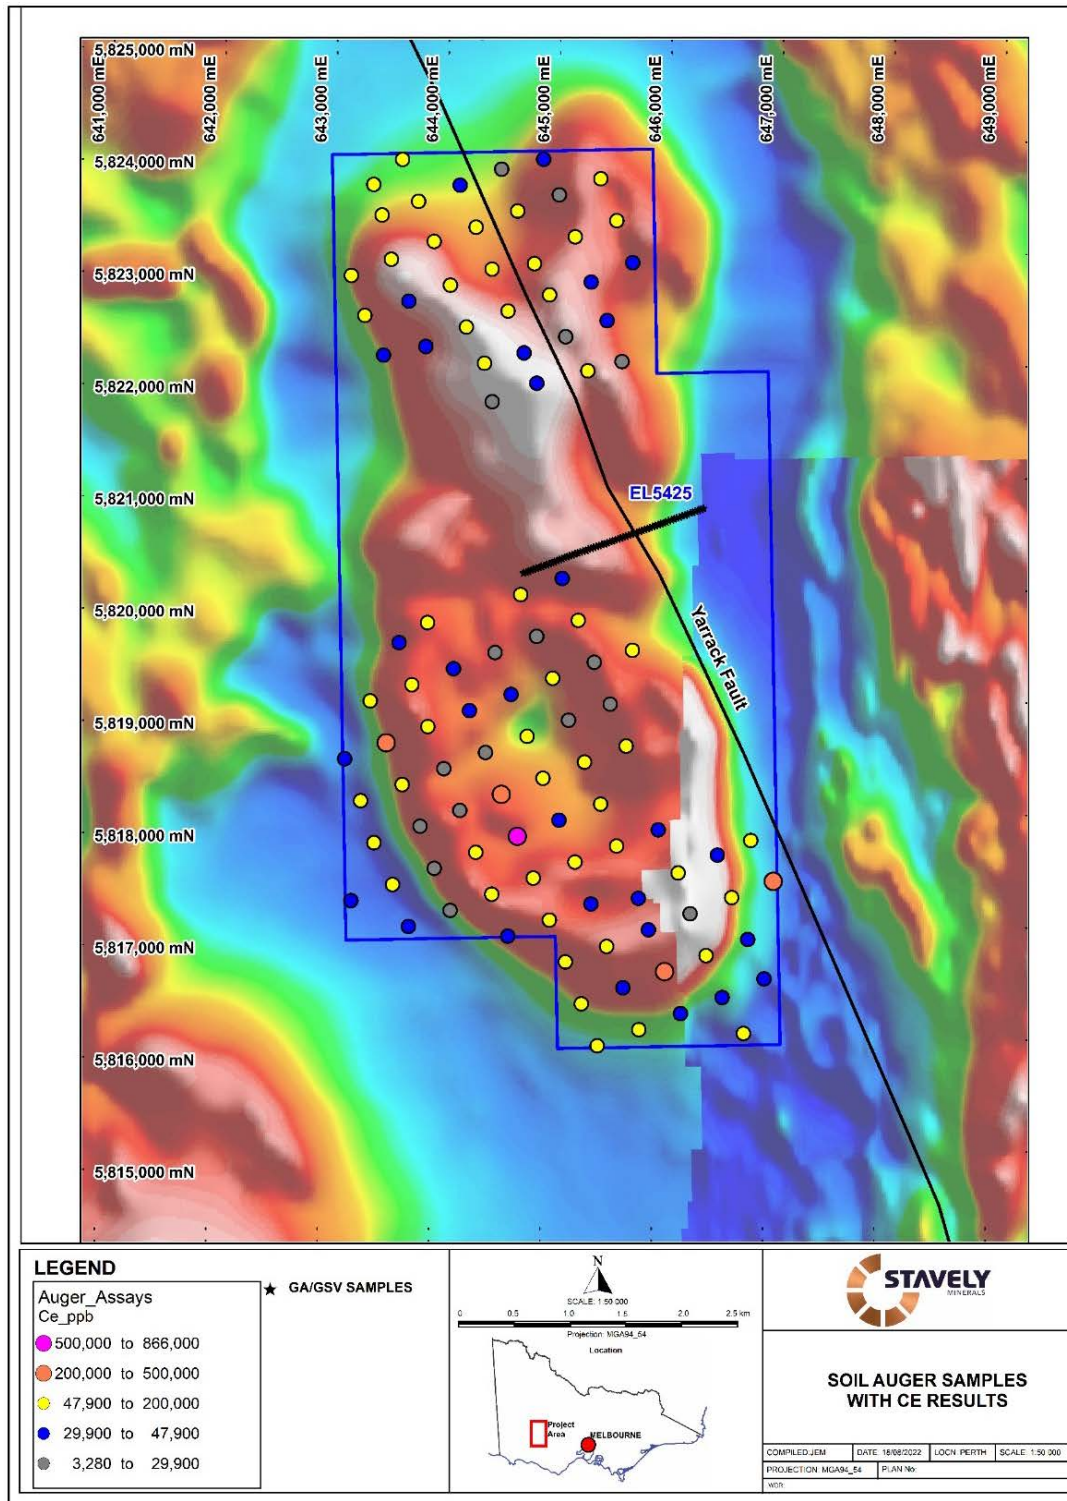 5,825,000 mN
641,000 mE
642,000 mE
643,000 mE
644,000 mE
645,000 mE
646,000 mE
647,000 mE
648,000 mE
649,000 mE
5,824,000 mN
5,823,000 mN
5,822,000 mN
5,821,000 mN
EL5425
5,820,000 mN
Yarrack Fault
5,819,000 mN
5,818,000 mN
5,817,000 mN
5,816,000 mN
5,815,000 mN
LEGEND
Auger_Assays
Ce_ppb
500,000 to 866,000
200,000 to 500,000
47,900 to 200,000
29,900 to 47,900
3,280 to 29,900
★ GA/GSV SAMPLES
N
SCALE: 1:50 000
0 0.5 1.0 1.5 2.0 2.5 km
Projection: MGA94_54
Location
Project
Area
MELBOURNE
STAVELY
MINERALS
SOIL AUGER SAMPLES
WITH CE RESULTS
COMPILED:JEM DATE: 18/08/2022 LOCN: PERTH SCALE: 1:50 000
PROJECTION: MGA94_54 PLAN No: